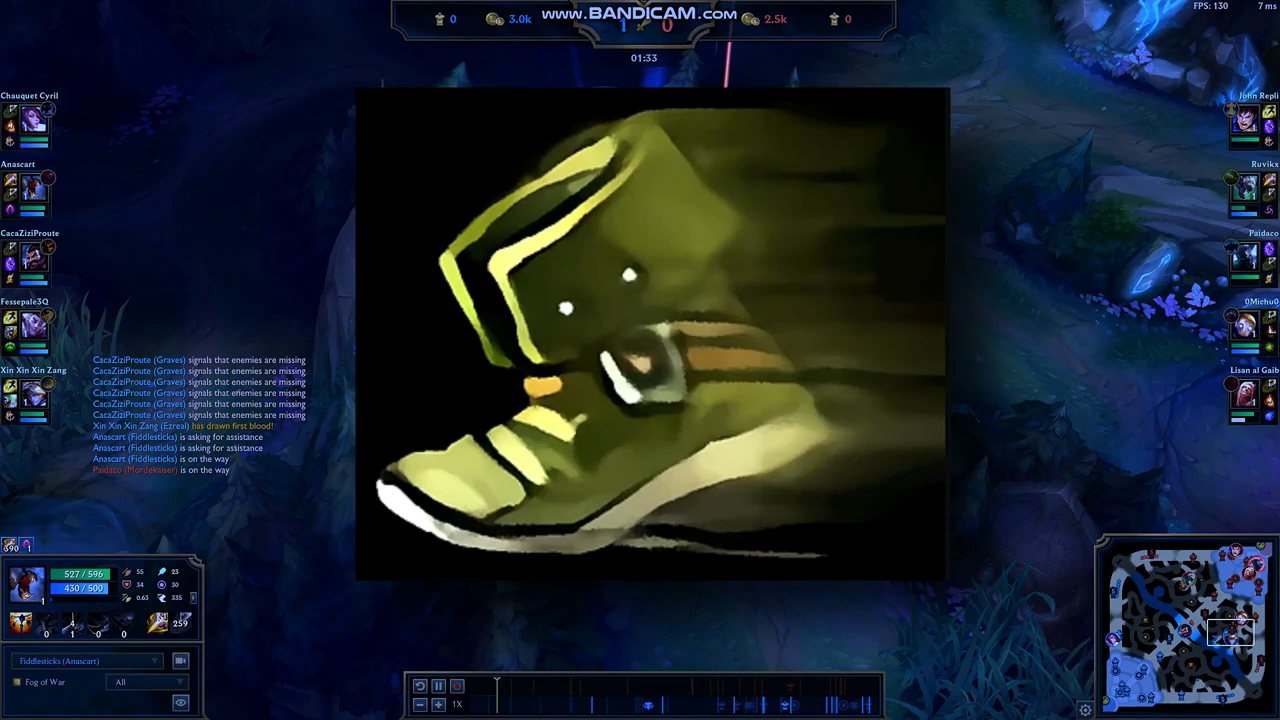 www.BANDICAM.com
FPS: 130 7 ms
0 3.0k 1 0 2.5k 0
01:33
Chauquet Cyril
Anascart
CacaZiziProute
Fessepale3Q
Xin Xin Xin Zang
John Repli
Ruvikx
Paidaco
0Michu0
Lisan al Gaib
CacaZiziProute (Graves) signals that enemies are missing
CacaZiziProute (Graves) signals that enemies are missing
CacaZiziProute (Graves) signals that enemies are missing
CacaZiziProute (Graves) signals that enemies are missing
CacaZiziProute (Graves) signals that enemies are missing
CacaZiziProute (Graves) signals that enemies are missing
Xin Xin Xin Zang (Ezreal) has drawn first blood!
Anascart (Fiddlesticks) is asking for assistance
Anascart (Fiddlesticks) is asking for assistance
Anascart (Fiddlesticks) is on the way
Paidaco (Mordekaiser) is on the way
390 1
527 / 596 55 23
430 / 500 34 30
1 0.63 335
4 259
0 1 0 0
Fiddlesticks (Anascart)
Fog of War All
1X